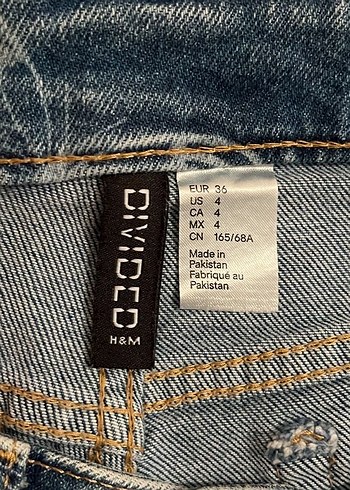 DIVIDED
H&M
EUR 36
US 4
CA 4
MX 4
CN 165/68A
Made in
Pakistan
Fabriqué au
Pakistan